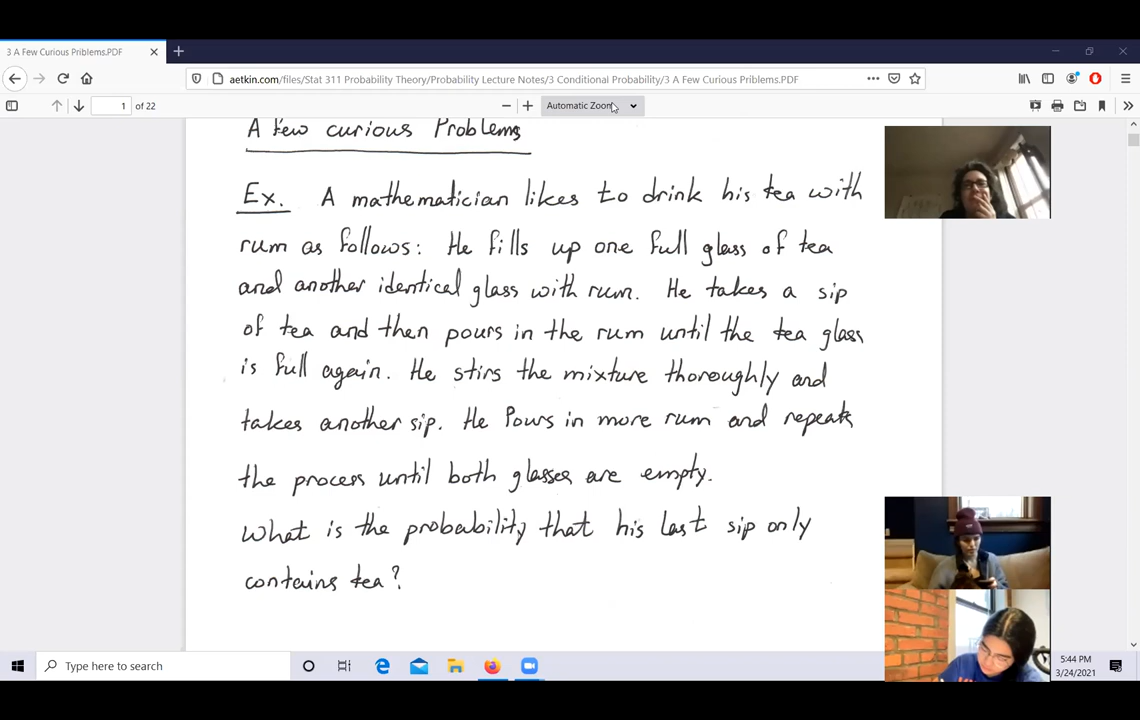 3 A Few Curious Priblems.PDF
aetkin.com/files/Stat 311 Probability Theory/Probability Lecture Notes/3 Conditional Probability/3 A Few Curious Priblems.PDF
1 of 22
Automatic Zoom
A Few curious Problems
Ex. A mathematician likes to drink his tea with
rum as follows: He fills up one full glass of tea
and another identical glass with rum. He takes a sip
of tea and then pours in the rum until the tea glass
is full again. He stirs the mixture thoroughly and
takes another sip. He Pours in more rum and repeats
the process until both glasses are empty.
What is the probability that his last sip only
contains tea?
Type here to search
5:44 PM
3/24/2021